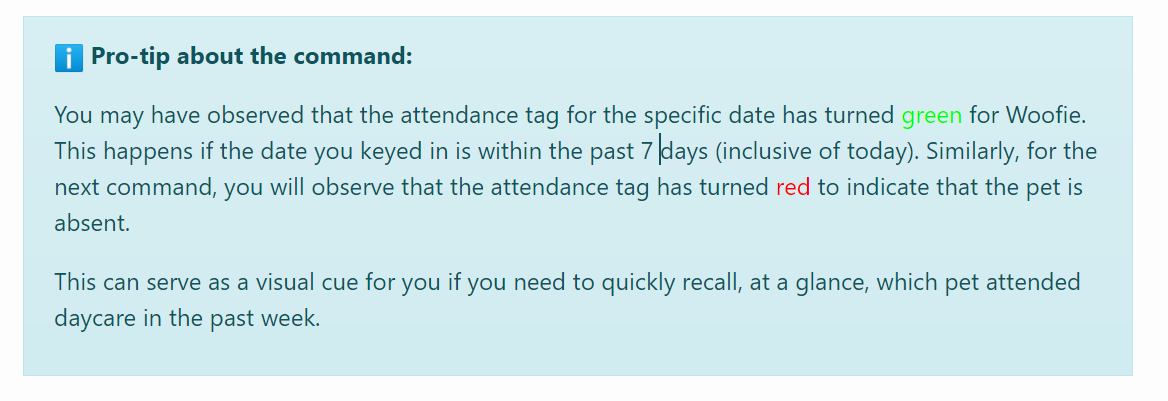 Pro-tip about the command:
You may have observed that the attendance tag for the specific date has turned green for Woofie.
This happens if the date you keyed in is within the past 7 days (inclusive of today). Similarly, for the
next command, you will observe that the attendance tag has turned red to indicate that the pet is
absent.
This can serve as a visual cue for you if you need to quickly recall, at a glance, which pet attended
daycare in the past week.